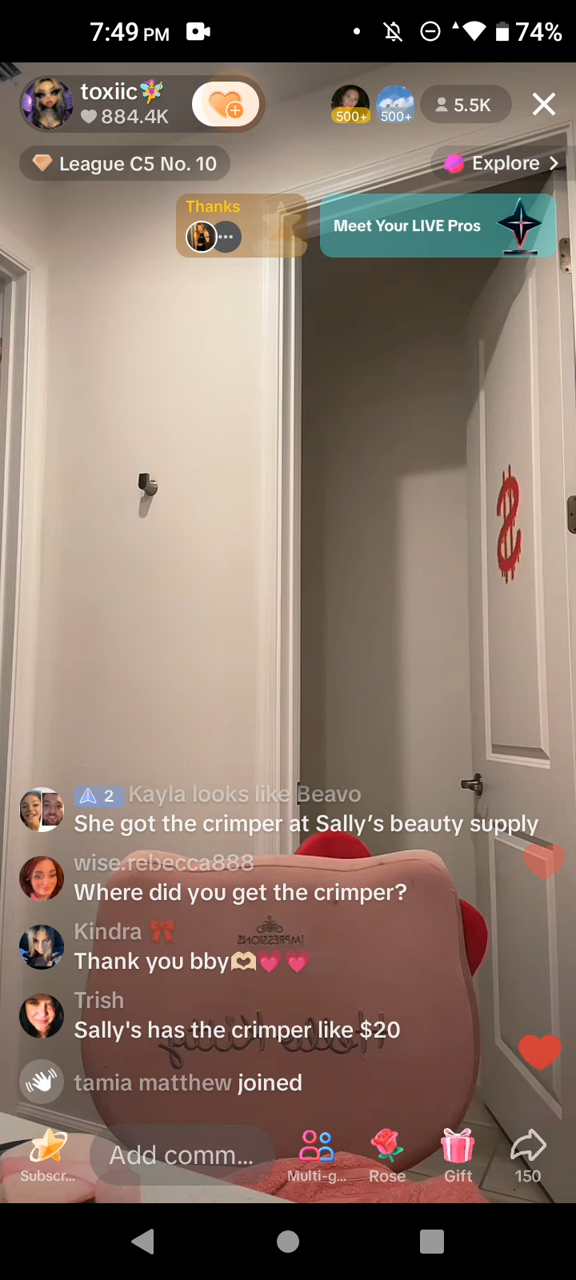 7:49 PM
74%
toxiic🧚
884.4K
500+
500+
5.5K
League C5 No. 10
Explore >
Thanks
Meet Your LIVE Pros
2 Kayla looks like Beavo
She got the crimper at Sally's beauty supply
wise.rebecca888
Where did you get the crimper?
IMPRESSIONS
Kindra 🎀
Thank you bby🫶🏻💗💗
Trish
Sally's has the crimper like $20
Hello Kitty
tamia matthew joined
Add comm...
Subscr...
Multi-g...
Rose
Gift
150